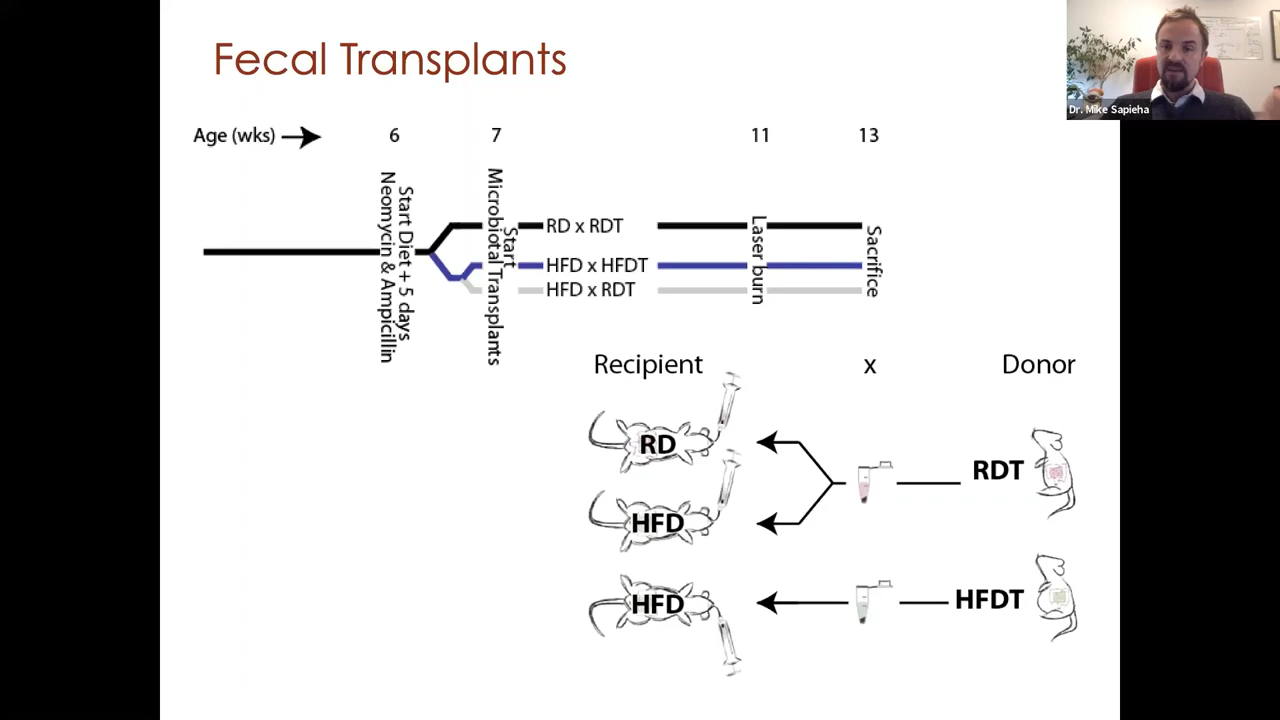 Fecal Transplants
Dr. Mike Sapieha
Age (wks)
6
7
11
13
Start Diet + 5 days
Neomycin & Ampicillin
Start
Microbiotal Transplants
RD x RDT
HFD x HFDT
HFD x RDT
Laser burn
Sacrifice
Recipient
x
Donor
RD
HFD
HFD
RDT
HFDT